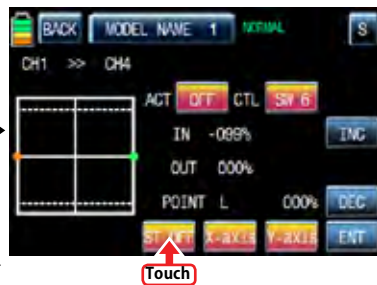 BACK MODEL NAME 1 NORMAL S
CH1 >> CH4
ACT OFF CTL SW 6
IN -099% INC
OUT 000%
POINT L 000% DEC
ST OFF X-axis Y-axis ENT
Touch